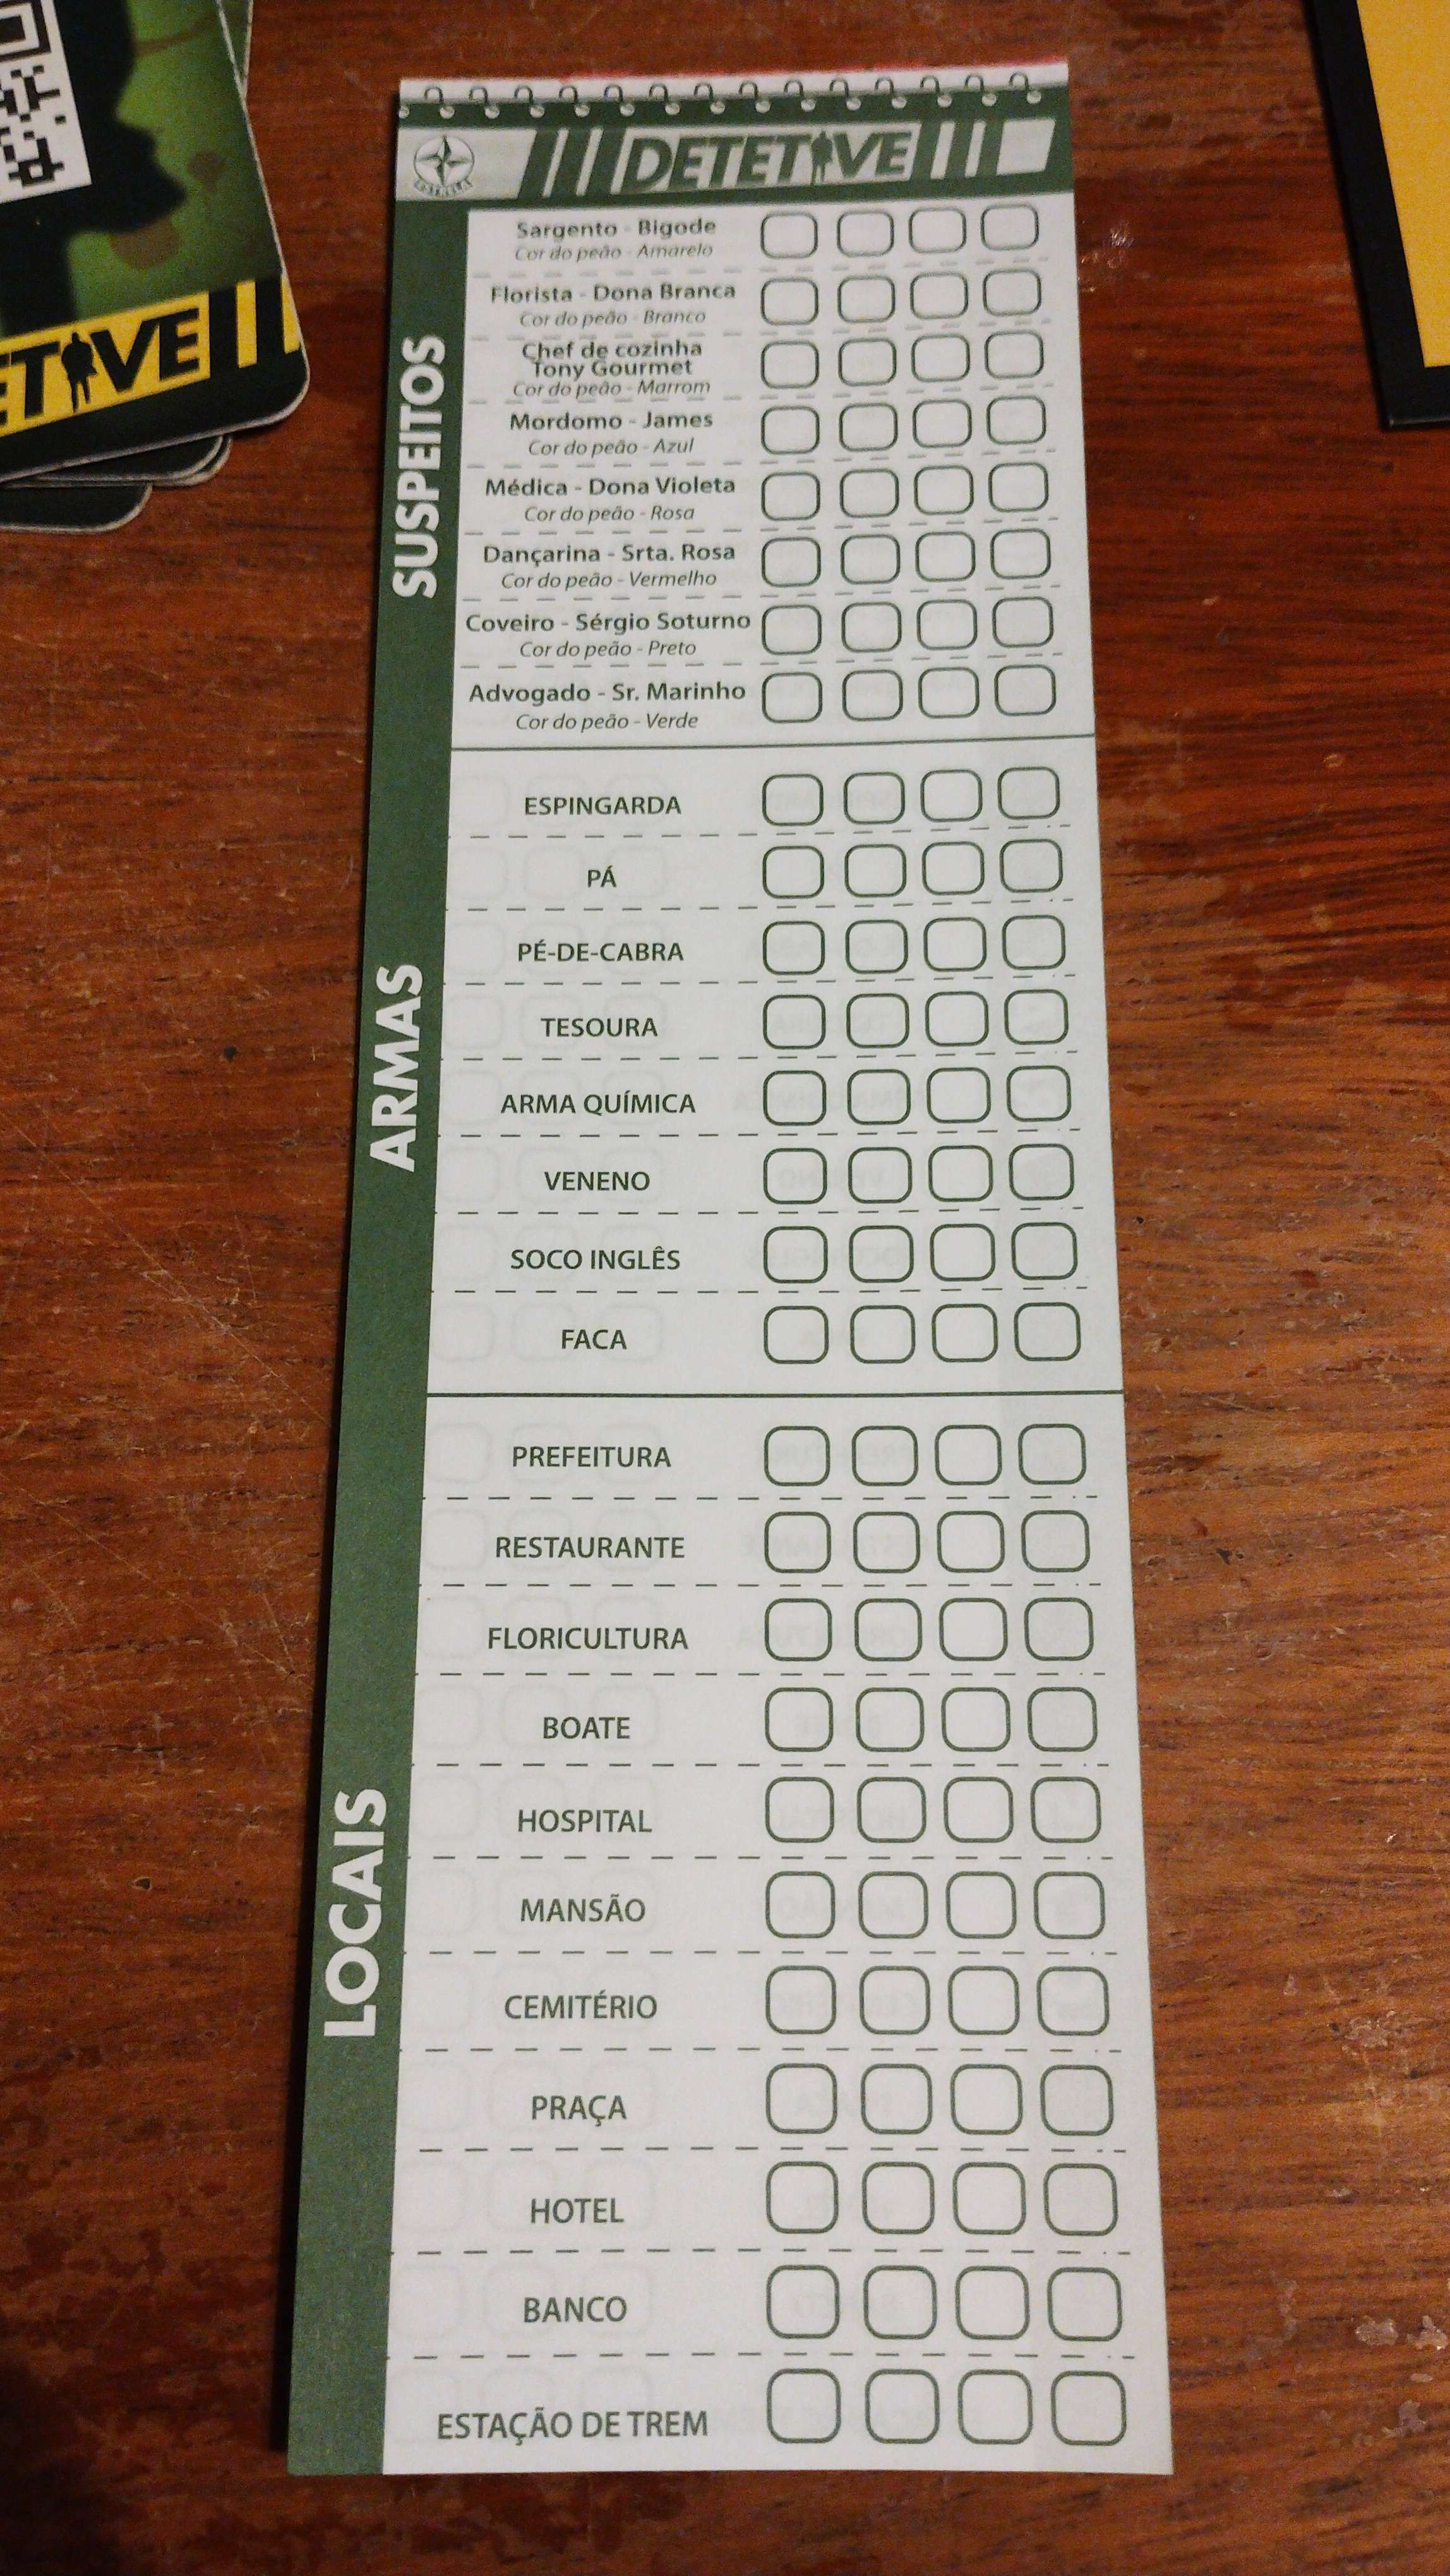 ETETIVE
ESTRELA
DETETIVE
SUSPEITOS
Sargento - Bigode
Cor do peão - Amarelo
Florista - Dona Branca
Cor do peão - Branco
Chef de cozinha
Tony Gourmet
Cor do peão - Marrom
Mordomo - James
Cor do peão - Azul
Médica - Dona Violeta
Cor do peão - Rosa
Dançarina - Srta. Rosa
Cor do peão - Vermelho
Coveiro - Sérgio Soturno
Cor do peão - Preto
Advogado - Sr. Marinho
Cor do peão - Verde
ARMAS
ESPINGARDA
PÁ
PÉ-DE-CABRA
TESOURA
ARMA QUÍMICA
VENENO
SOCO INGLÊS
FACA
LOCAIS
PREFEITURA
RESTAURANTE
FLORICULTURA
BOATE
HOSPITAL
MANSÃO
CEMITÉRIO
PRAÇA
HOTEL
BANCO
ESTAÇÃO DE TREM